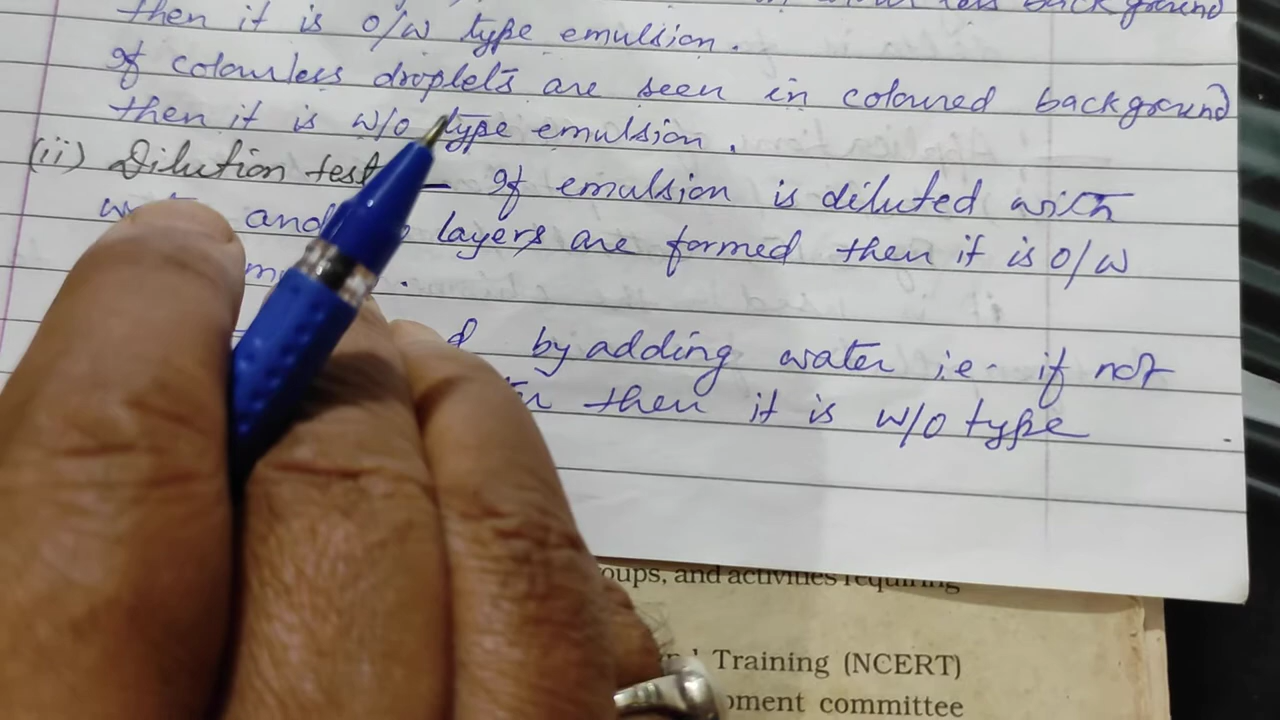 background
then it is o/w type emulsion.
If colourless droplets are seen in coloured background
then it is w/o type emulsion.
(ii) Dilution test — If emulsion is diluted with
and layers are formed then it is o/w
by adding water i.e. if not
then it is w/o type
and activities requiring
Training (NCERT)
committee